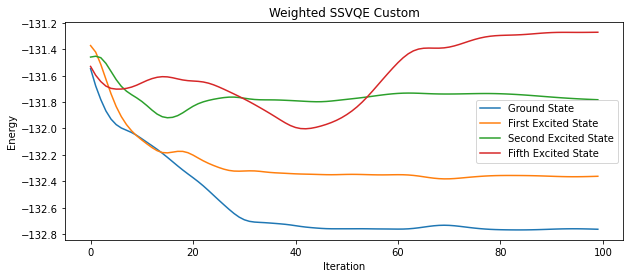 Weighted SSVQE Custom
Energy
−131.2
−131.4
−131.6
−131.8
−132.0
−132.2
−132.4
−132.6
−132.8
Ground State
First Excited State
Second Excited State
Fifth Excited State
0
20
40
60
80
100
Iteration